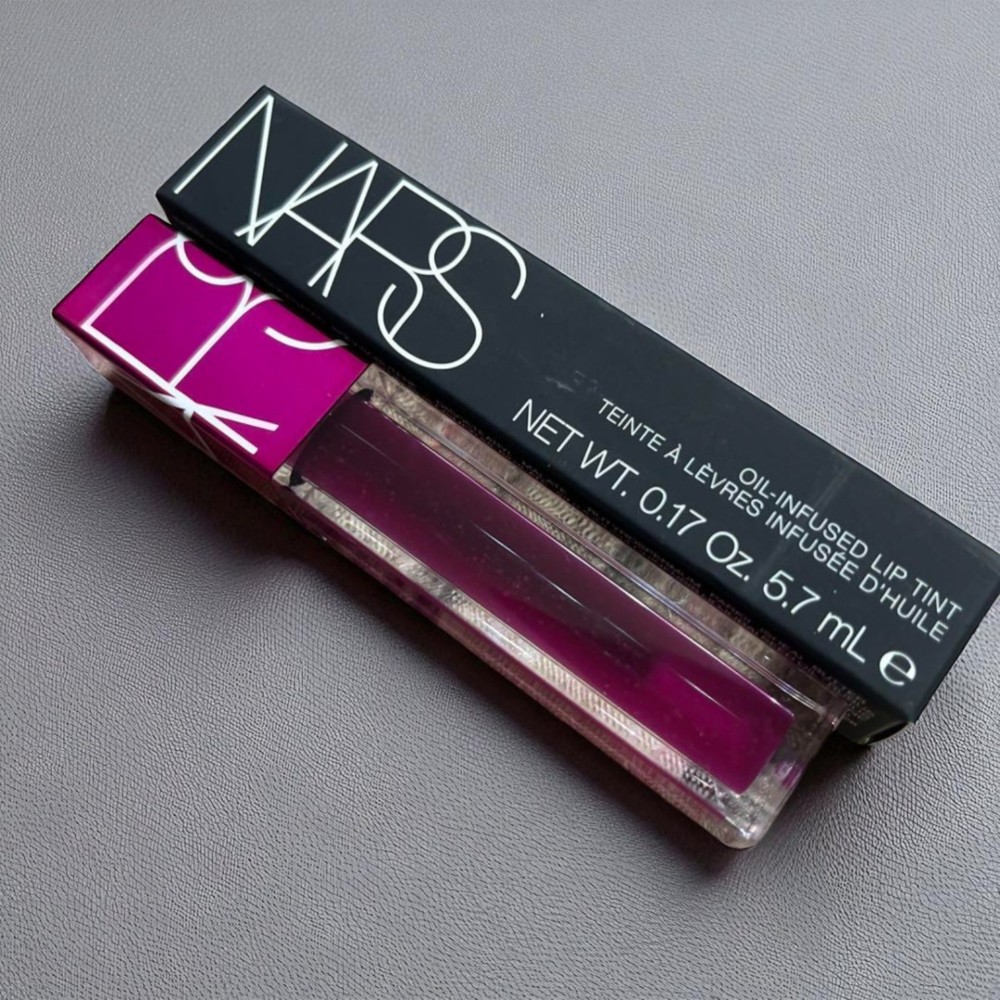 NARS
OIL-INFUSED LIP TINT
TEINTE À LÈVRES INFUSÉE D'HUILE
NET WT. 0.17 Oz. 5.7 mL e